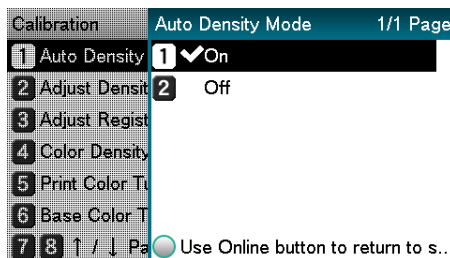 Calibration
1 Auto Density
2 Adjust Densit
3 Adjust Regist
4 Color Density
5 Print Color Tu
6 Base Color T
7 8 ↑ / ↓ Pa
Auto Density Mode 1/1 Page
1 ✔On
2 Off
Use Online button to return to s..